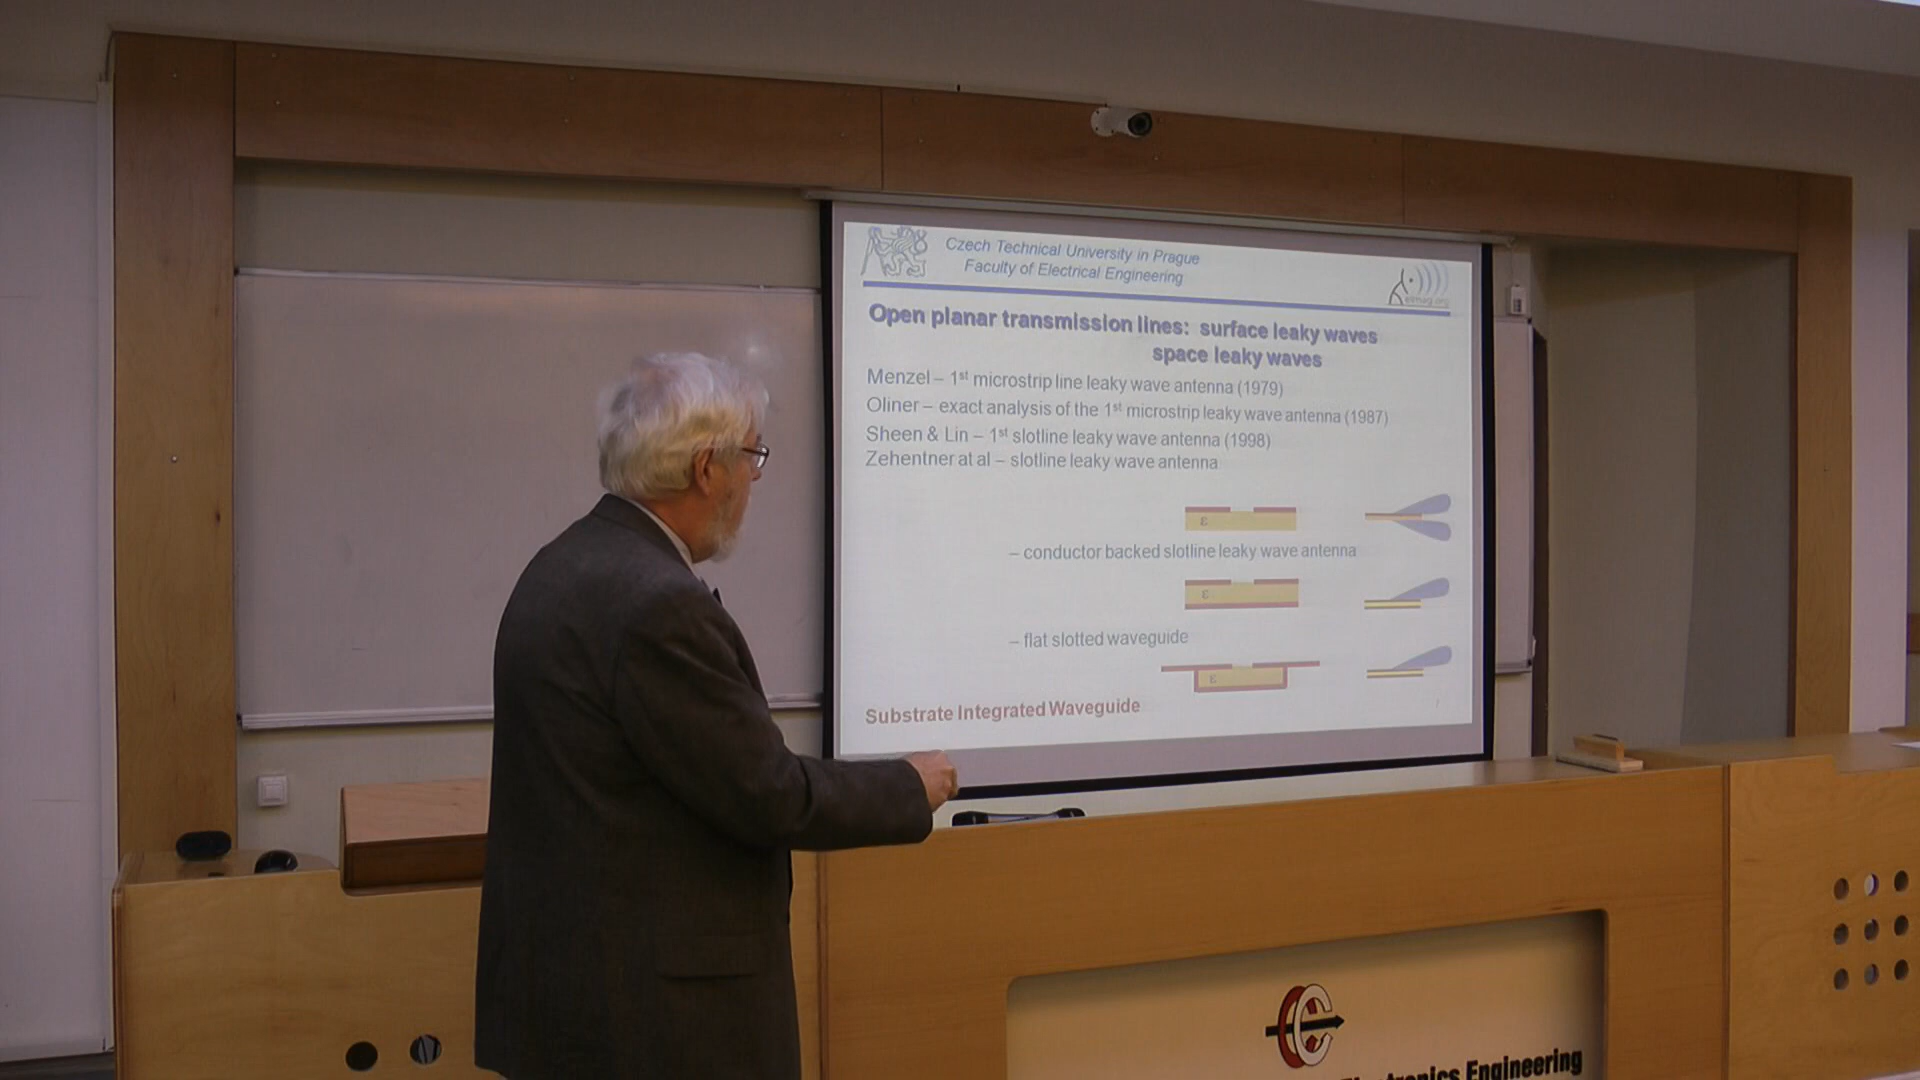 Czech Technical University in Prague
Faculty of Electrical Engineering
elmag.org
Open planar transmission lines: surface leaky waves
space leaky waves
Menzel – 1st microstrip line leaky wave antenna (1979)
Oliner – exact analysis of the 1st microstrip leaky wave antenna (1987)
Sheen & Lin – 1st slotline leaky wave antenna (1998)
Zehentner at al – slotline leaky wave antenna
ε
– conductor backed slotline leaky wave antenna
ε
– flat slotted waveguide
ε
Substrate Integrated Waveguide
Engineering